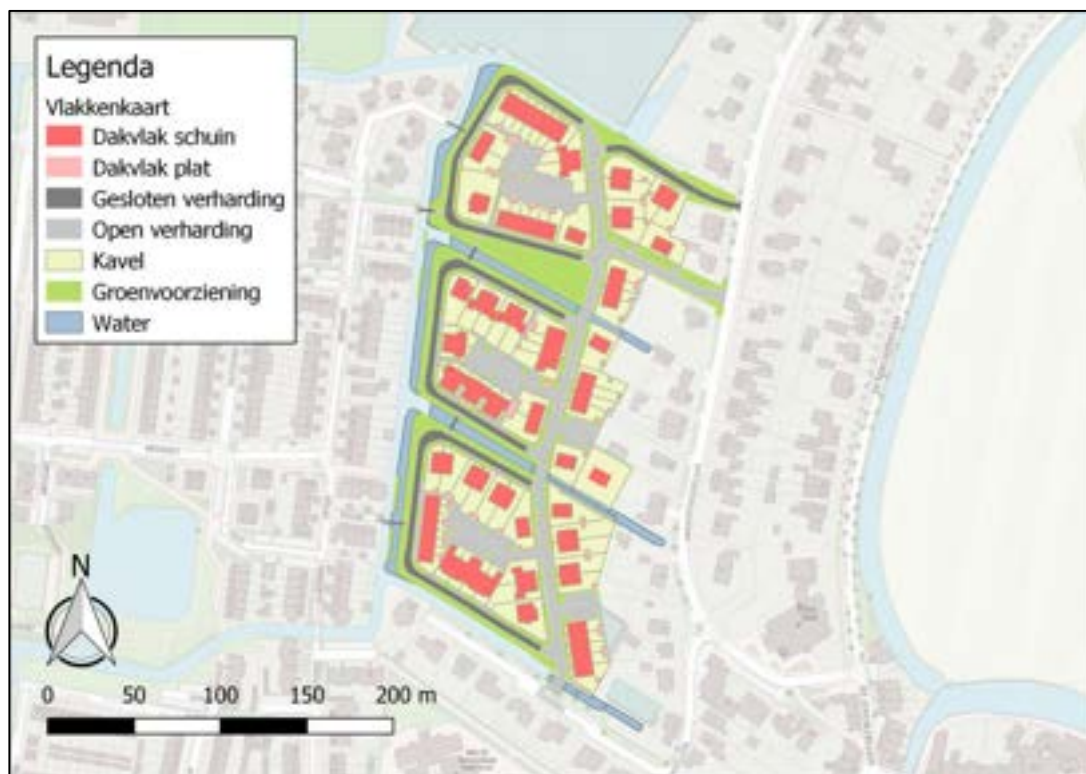 Legenda
Vlakkenkaart
Dakvlak schuin
Dakvlak plat
Gesloten verharding
Open verharding
Kavel
Groenvoorziening
Water
N
0 50 100 150 200 m